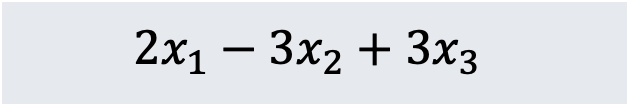 2x₁ − 3x₂ + 3x₃